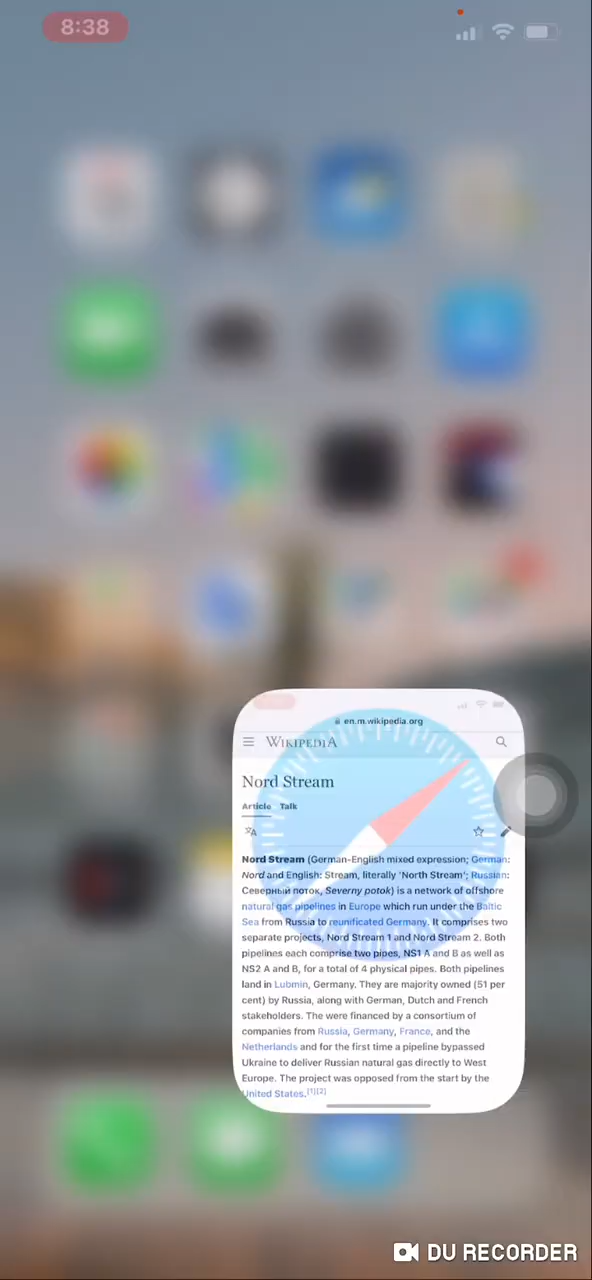 8:38
en.m.wikipedia.org
WIKIPEDIA
Nord Stream
Article Talk
Nord Stream (German-English mixed expression; German:
Nord and English: Stream, literally 'North Stream'; Russian:
Северный поток, Severny potok) is a network of offshore
natural gas pipelines in Europe which run under the Baltic
Sea from Russia to reunificated Germany. It comprises two
separate projects, Nord Stream 1 and Nord Stream 2. Both
pipelines each comprise two pipes, NS1 A and B as well as
NS2 A and B, for a total of 4 physical pipes. Both pipelines
land in Lubmin, Germany. They are majority owned (51 per
cent) by Russia, along with German, Dutch and French
stakeholders. The were financed by a consortium of
companies from Russia, Germany, France, and the
Netherlands and for the first time a pipeline bypassed
Ukraine to deliver Russian natural gas directly to West
Europe. The project was opposed from the start by the
United States.[1][2]
DU RECORDER